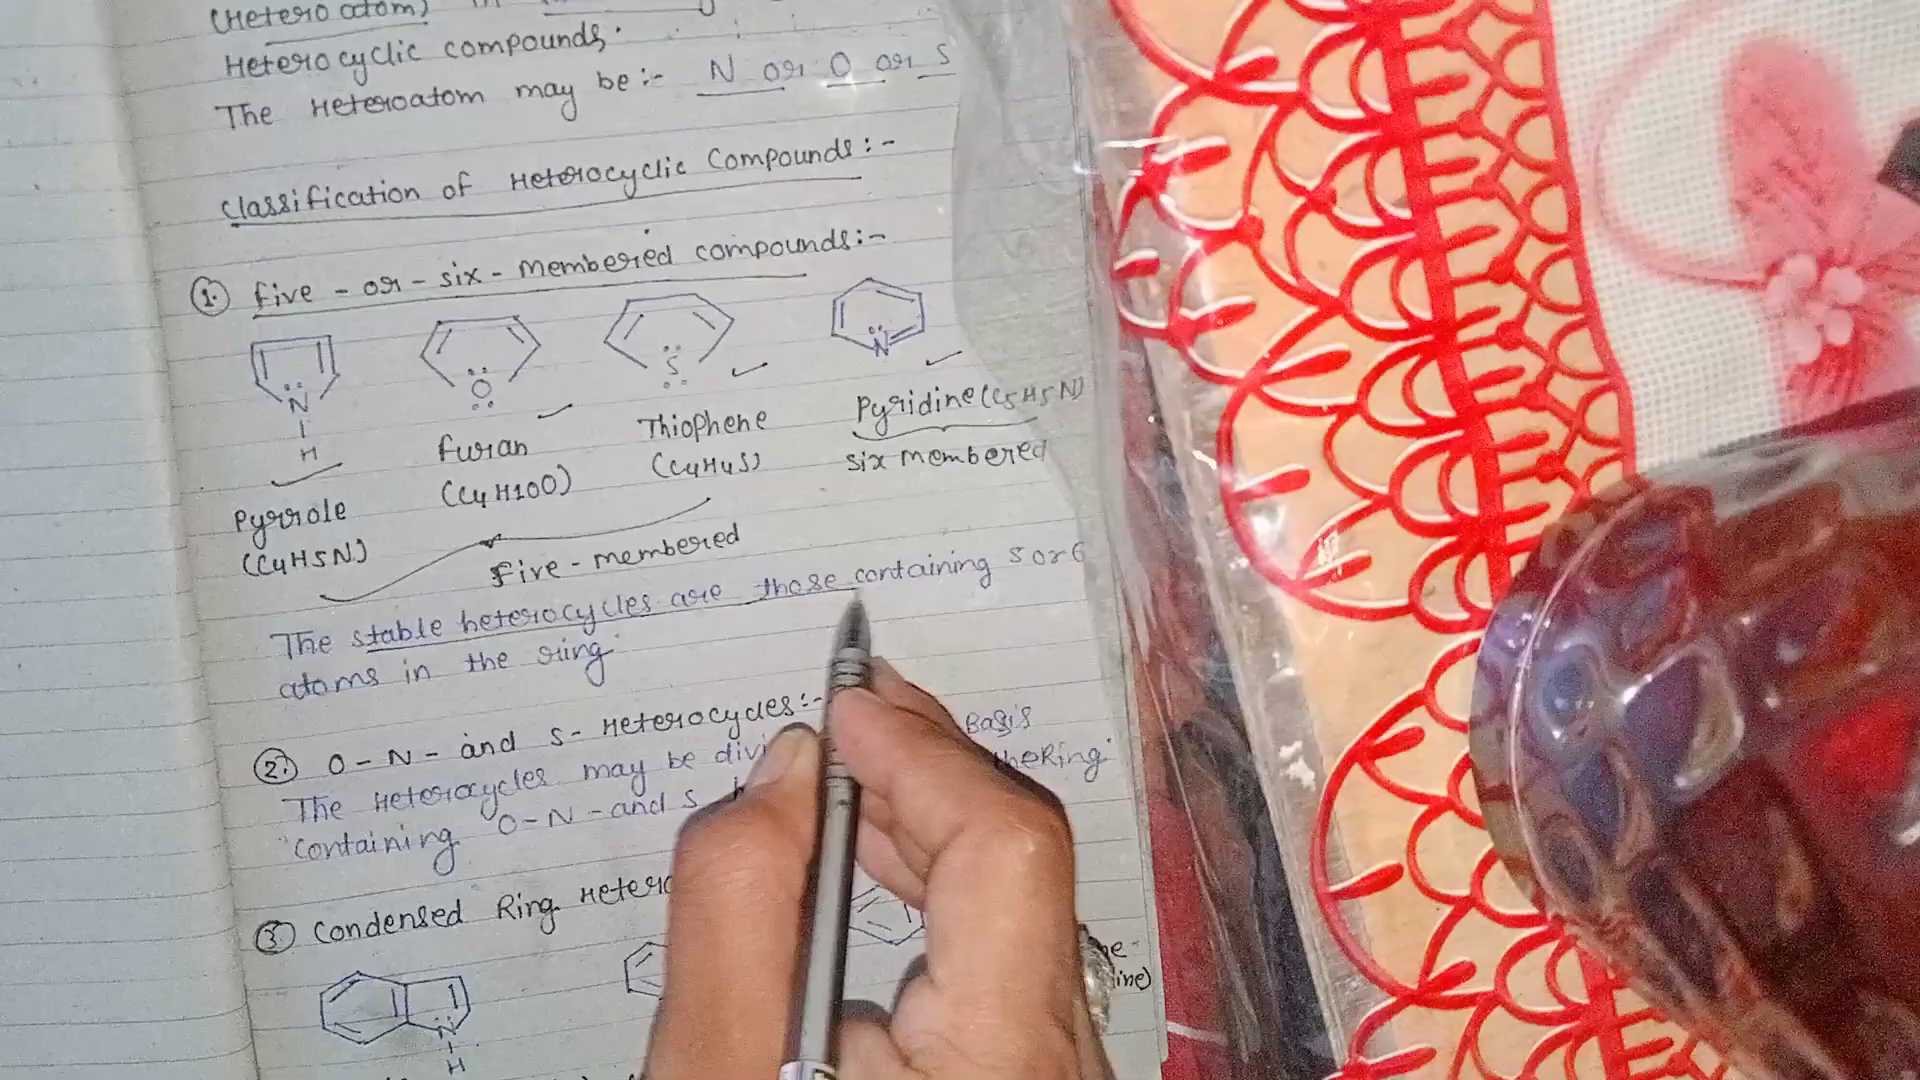 (Hetero atom)
Heterocyclic compounds.
The Heteroatom may be:- N or O or S
Classification of Heterocyclic Compounds:-
1. Five - or - six - membered compounds:-
N
H
O
S
N
Pyrrole
(C4H5N)
furan
(C4H10O)
Thiophene
(C4H4S)
Pyridine (C5H5N)
six membered
Five - membered
The stable heterocycles are those containing 5 or 6
atoms in the ring
2. O - N - and S - Heterocycles:-
The Heterocycles may be Basis
containing O - N - and S theRing
3 Condensed Ring
N
H